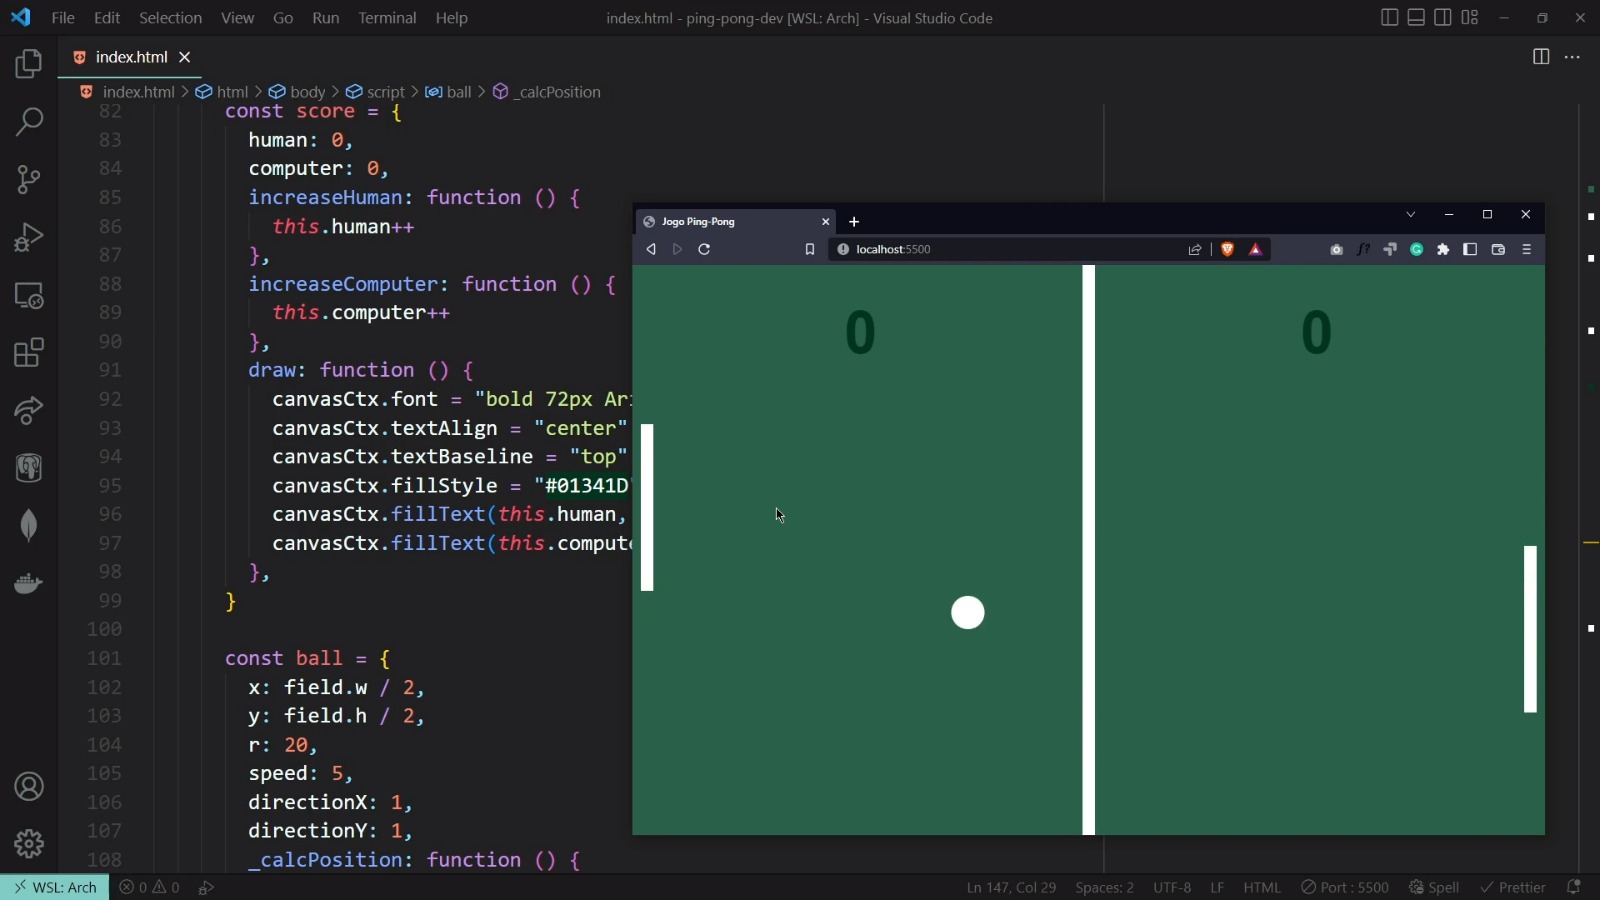 File Edit Selection View Go Run Terminal Help
index.html - ping-pong-dev [WSL: Arch] - Visual Studio Code
index.html
index.html > html > body > script > ball > _calcPosition
82 const score = {
83 human: 0,
84 computer: 0,
85 increaseHuman: function () {
86 this.human++
87 },
88 increaseComputer: function () {
89 this.computer++
90 },
91 draw: function () {
92 canvasCtx.font = "bold 72px
93 canvasCtx.textAlign = "center"
94 canvasCtx.textBaseline = "top"
95 canvasCtx.fillStyle = "#01341D
96 canvasCtx.fillText(this.human,
97 canvasCtx.fillText(this.compute
98 },
99 }
100
101 const ball = {
102 x: field.w / 2,
103 y: field.h / 2,
104 r: 20,
105 speed: 5,
106 directionX: 1,
107 directionY: 1,
108 _calcPosition: function () {
Jogo Ping-Pong
localhost:5500
0
0
WSL: Arch 0 0 Ln 147, Col 29 Spaces: 2 UTF-8 LF HTML Port : 5500 Spell Prettier